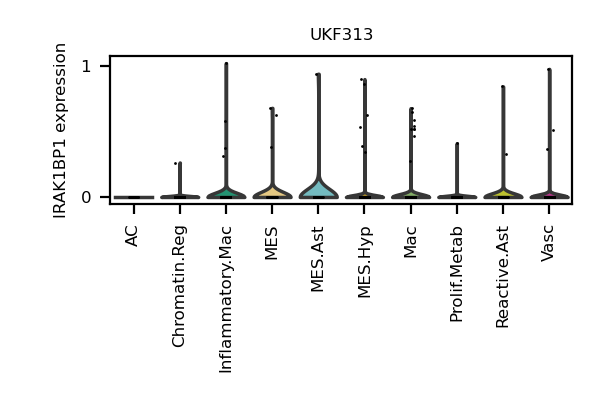 UKF313
IRAK1BP1 expression
1
0
AC
Chromatin.Reg
Inflammatory.Mac
MES
MES.Ast
MES.Hyp
Mac
Prolif.Metab
Reactive.Ast
Vasc